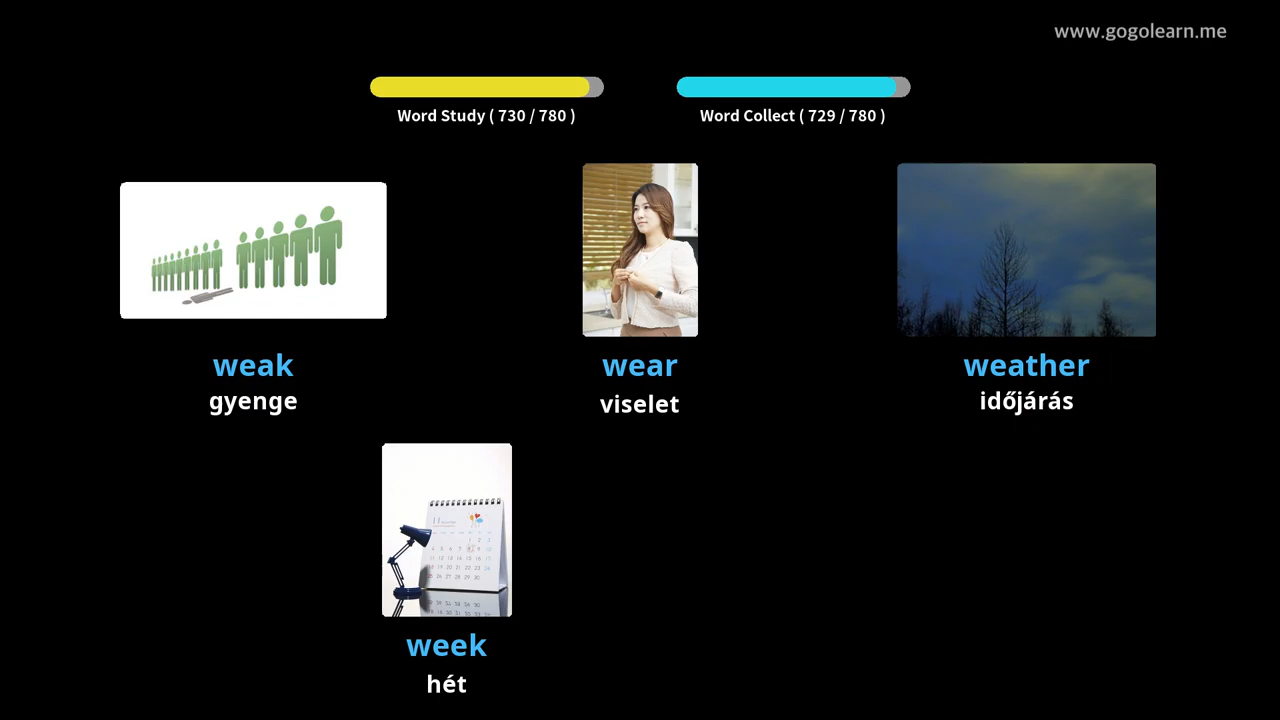 www.gogolearn.me
Word Study ( 730 / 780 )
Word Collect ( 729 / 780 )
weak
gyenge
wear
viselet
weather
időjárás
week
hét